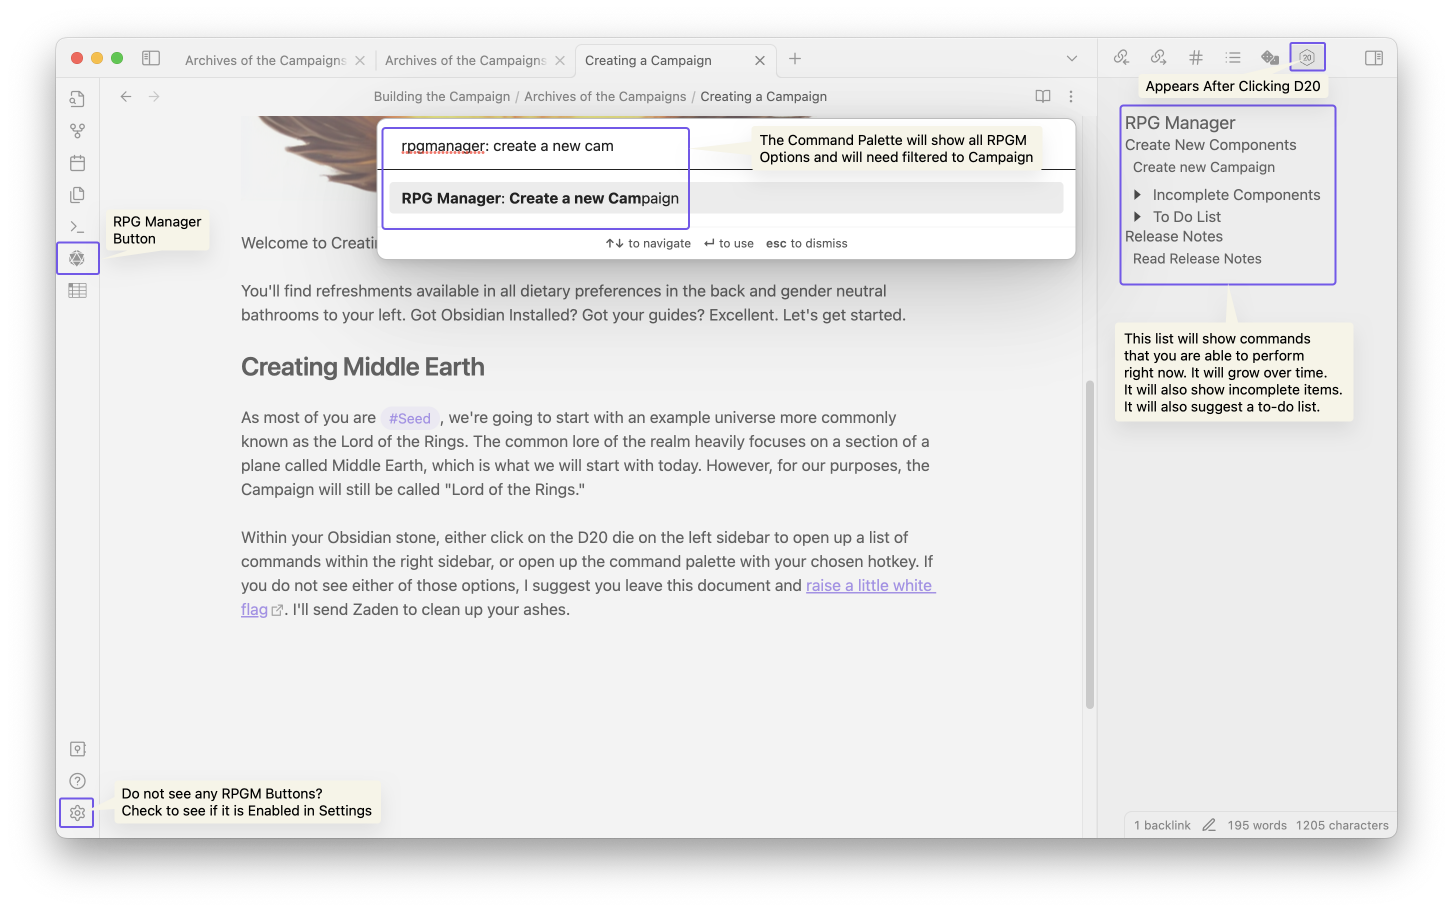 Archives of the Campaigns
Archives of the Campaigns
Creating a Campaign
20
Appears After Clicking D20
Building the Campaign / Archives of the Campaigns / Creating a Campaign
rpgmanager: create a new cam
The Command Palette will show all RPGM
Options and will need filtered to Campaign
RPG Manager: Create a new Campaign
↑↓ to navigate ↵ to use esc to dismiss
RPG Manager
Create New Components
Create new Campaign
Incomplete Components
To Do List
Release Notes
Read Release Notes
RPG Manager
Button
Welcome to Creati
You'll find refreshments available in all dietary preferences in the back and gender neutral
bathrooms to your left. Got Obsidian Installed? Got your guides? Excellent. Let's get started.
This list will show commands
that you are able to perform
right now. It will grow over time.
It will also show incomplete items.
It will also suggest a to-do list.
Creating Middle Earth
As most of you are #Seed , we're going to start with an example universe more commonly
known as the Lord of the Rings. The common lore of the realm heavily focuses on a section of a
plane called Middle Earth, which is what we will start with today. However, for our purposes, the
Campaign will still be called "Lord of the Rings."
Within your Obsidian stone, either click on the D20 die on the left sidebar to open up a list of
commands within the right sidebar, or open up the command palette with your chosen hotkey. If
you do not see either of those options, I suggest you leave this document and raise a little white
flag. I'll send Zaden to clean up your ashes.
Do not see any RPGM Buttons?
Check to see if it is Enabled in Settings
1 backlink 195 words 1205 characters